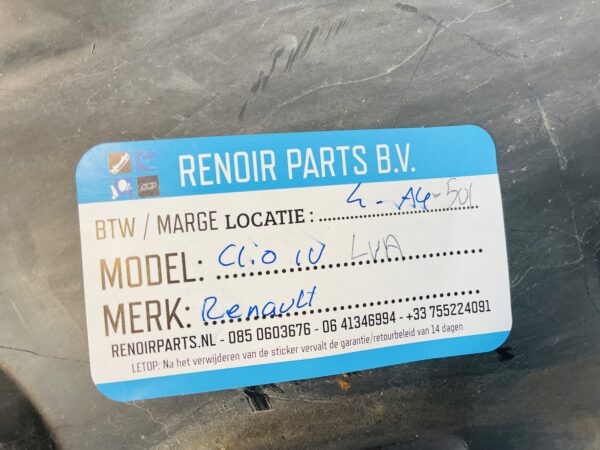 RENOIR PARTS B.V.
BTW / MARGE LOCATIE: 4-A4-501
MODEL: Clio IV LVA
MERK: Renault
RENOIRPARTS.NL - 085 0603676 - 06 41346994 - +33 755224091
LETOP; Na het verwijderen van de sticker vervalt de garantie/retourbeleid van 14 dagen